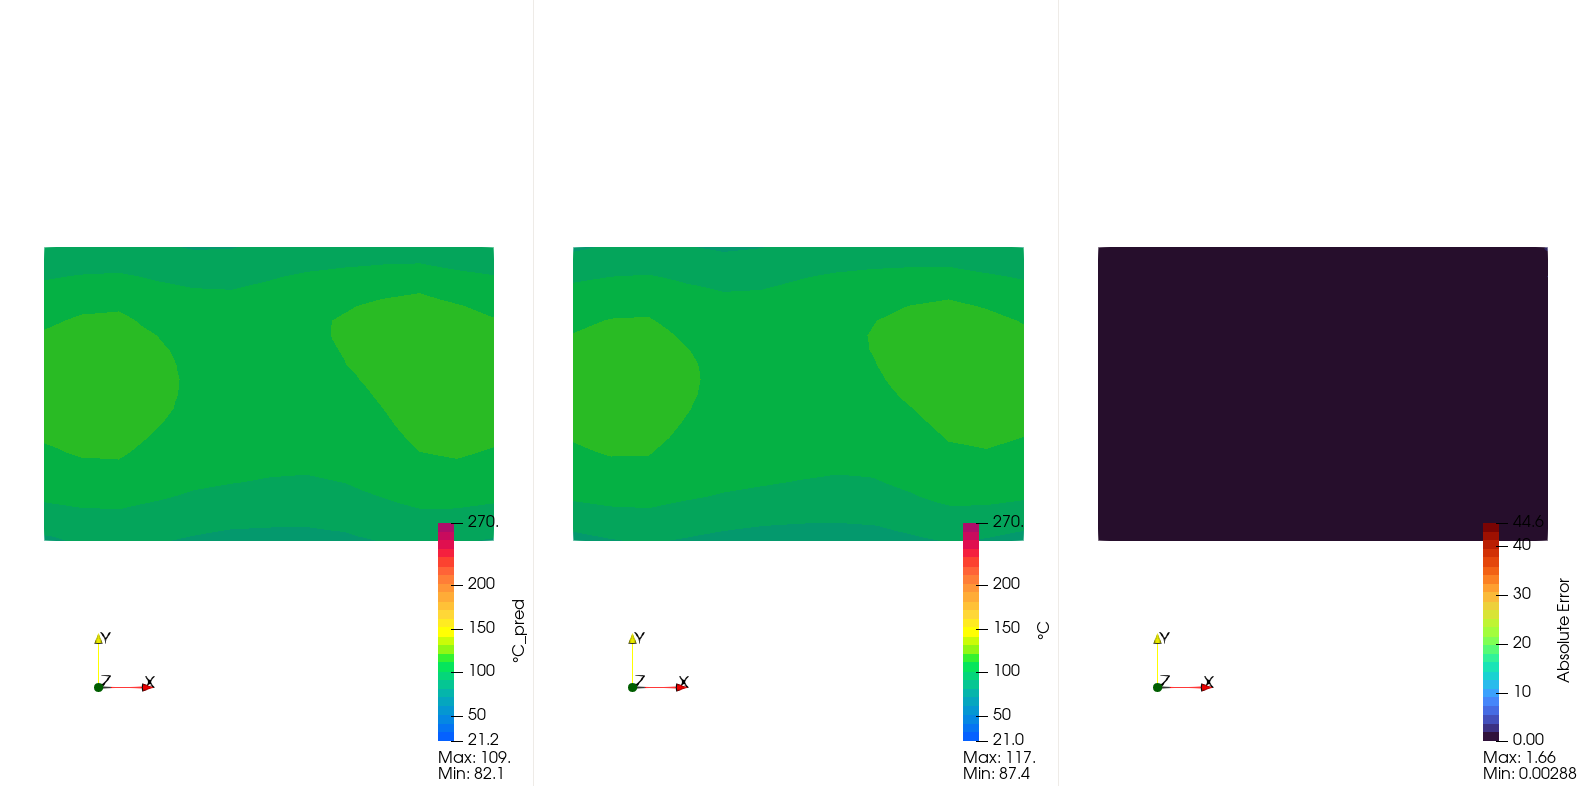 270.
200
150
100
50
21.2
°C_pred
Max: 109.
Min: 82.1
Y
Z
X
270.
200
150
100
50
21.0
°C
Max: 117.
Min: 87.4
Y
Z
X
44.6
40
30
20
10
0.00
Absolute Error
Max: 1.66
Min: 0.00288
Y
Z
X